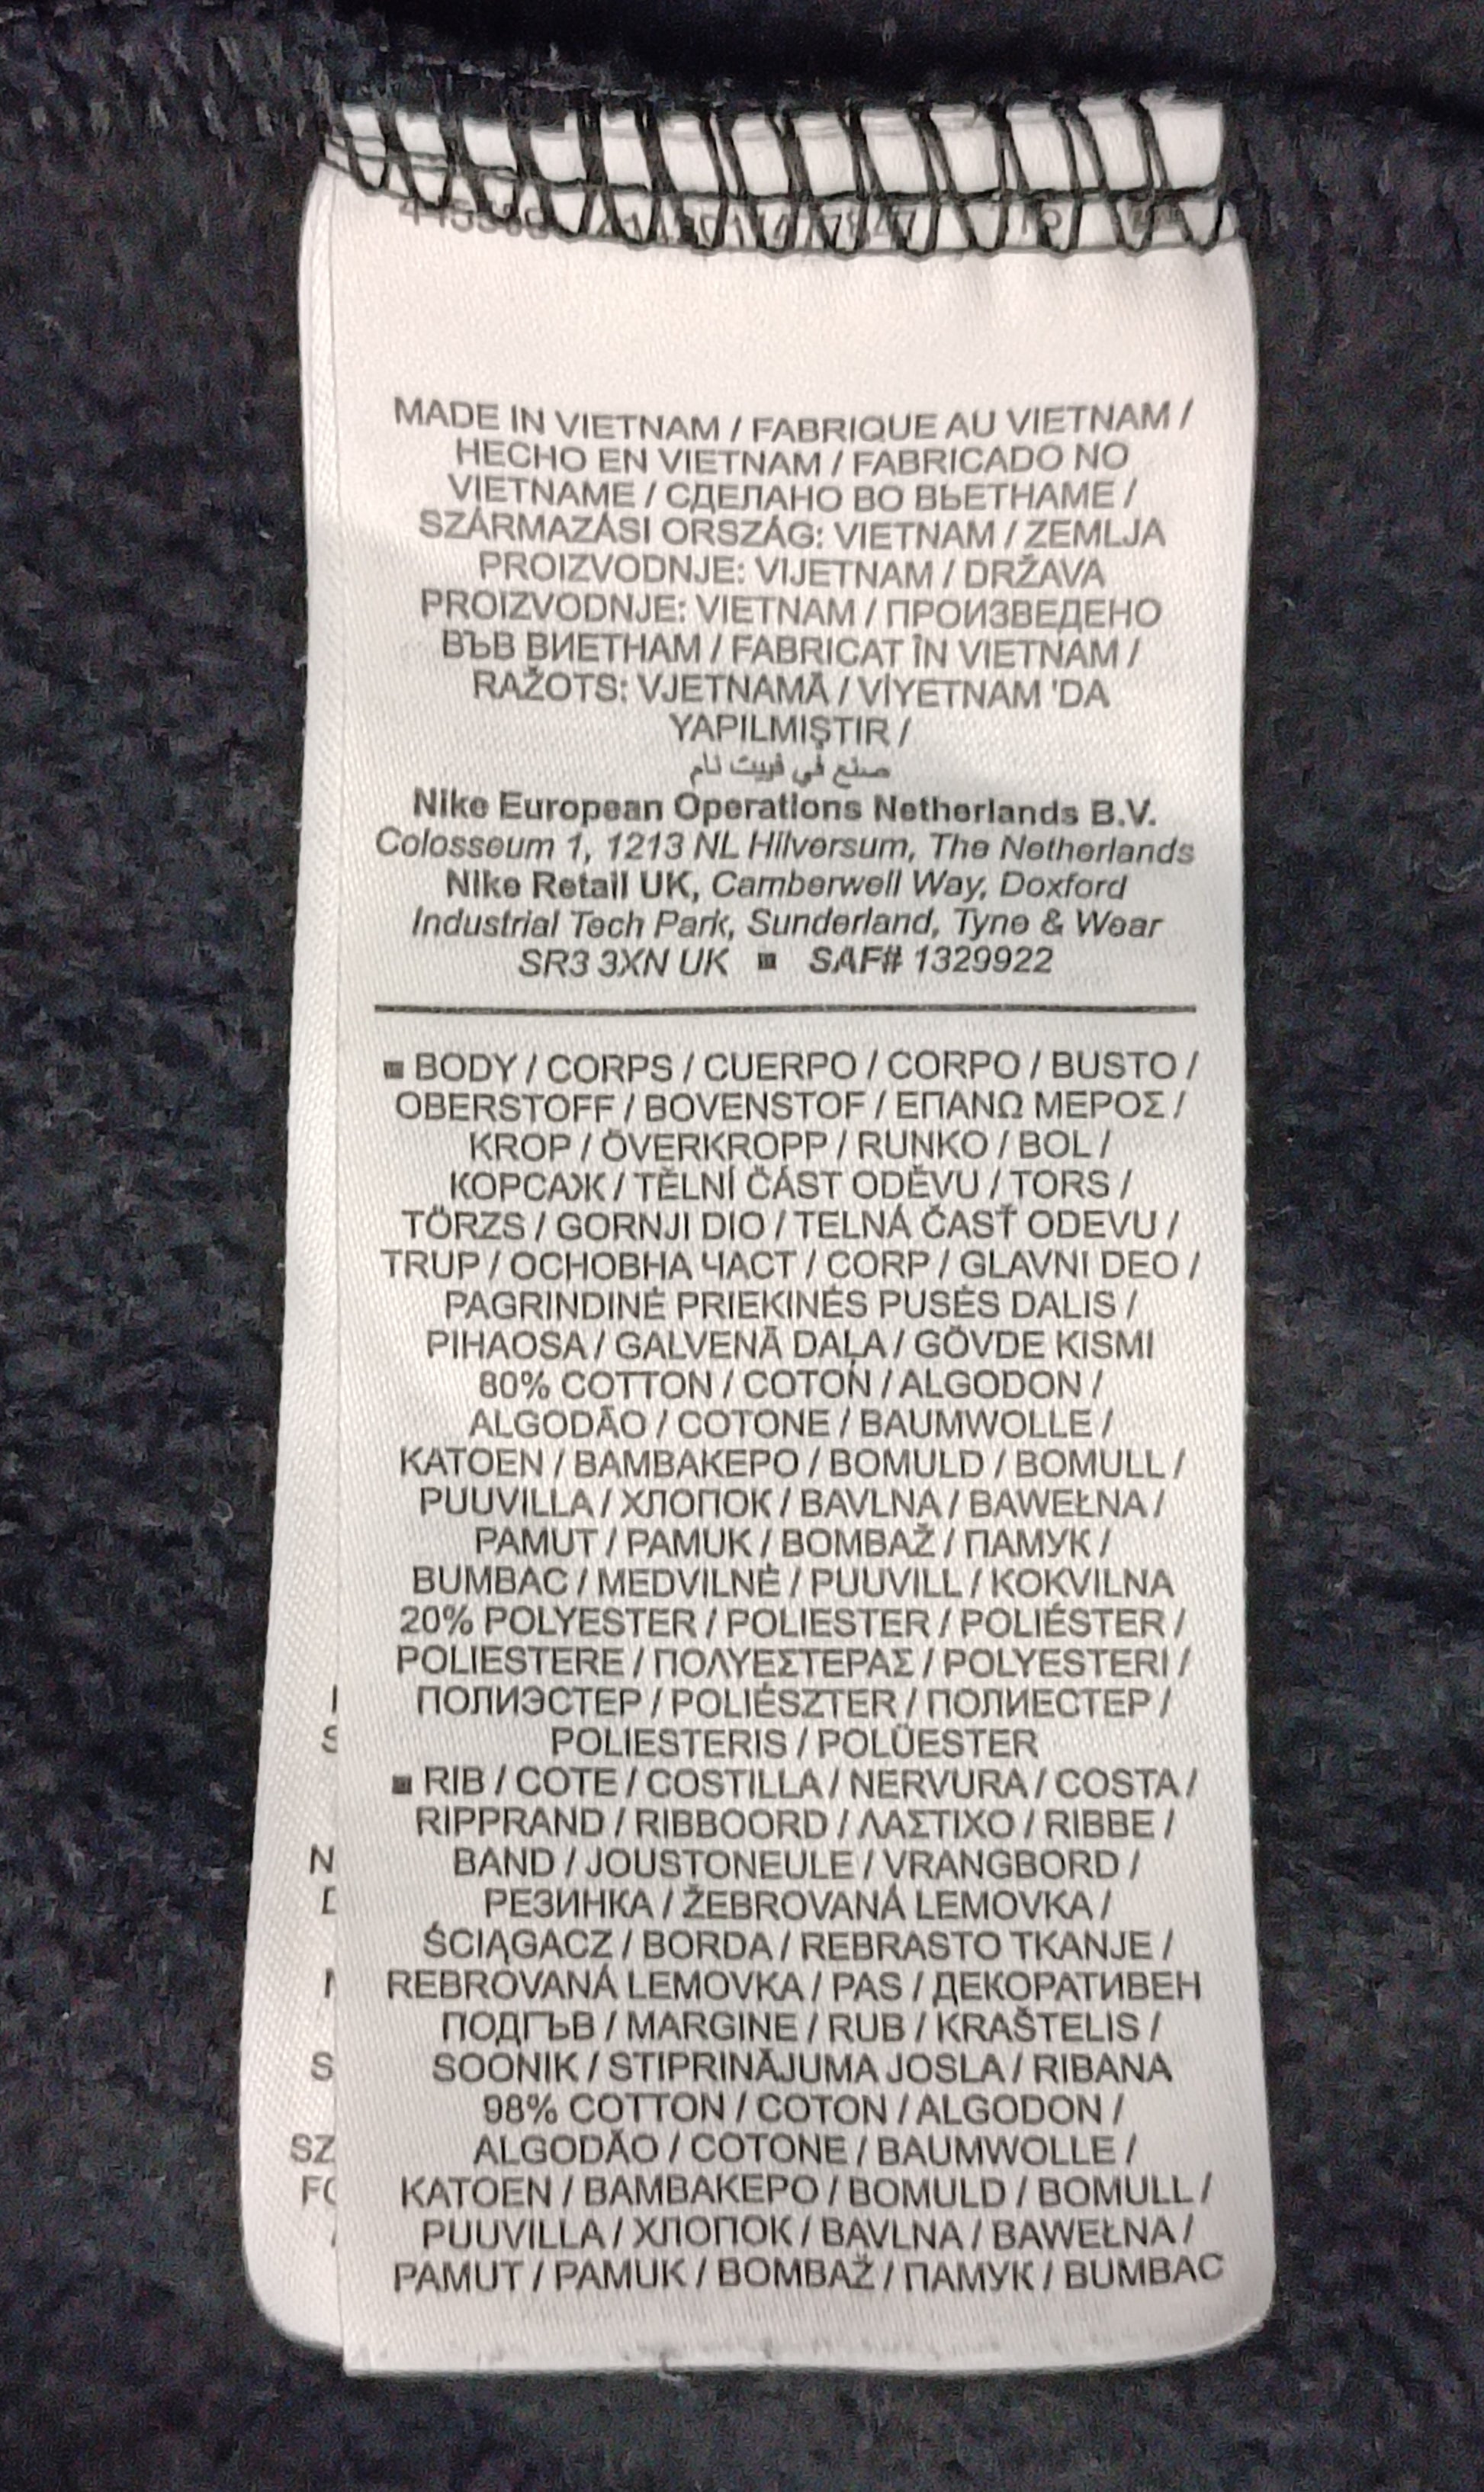 MADE IN VIETNAM / FABRIQUE AU VIETNAM /
HECHO EN VIETNAM / FABRICADO NO
VIETNAME / СДЕЛАНО ВО ВЬЕТНАМЕ /
SZÁRMAZÁSI ORSZÁG: VIETNAM / ZEMLJA
PROIZVODNJE: VIJETNAM / DRŽAVA
PROIZVODNJE: VIETNAM / ПРОИЗВЕДЕНО
ВЪВ ВИЕТНАМ / FABRICAT ÎN VIETNAM /
RAŽOTS: VJETNAMĀ / VİYETNAM 'DA
YAPILMIŞTIR /
صنع في فييت نام
Nike European Operations Netherlands B.V.
Colosseum 1, 1213 NL Hilversum, The Netherlands
Nike Retail UK, Camberwell Way, Doxford
Industrial Tech Park, Sunderland, Tyne & Wear
SR3 3XN UK ■ SAF# 1329922
■ BODY / CORPS / CUERPO / CORPO / BUSTO /
OBERSTOFF / BOVENSTOF / ΕΠΑΝΩ ΜΕΡΟΣ /
KROP / ÖVERKROPP / RUNKO / BOL /
КОРСАЖ / TĚLNÍ ČÁST ODĚVU / TORS /
TÖRZS / GORNJI DIO / TELNÁ ČASŤ ODEVU /
TRUP / ОСНОВНА ЧАСТ / CORP / GLAVNI DEO /
PAGRINDINĖ PRIEKINĖS PUSĖS DALIS /
PIHAOSA / GALVENĀ DAĻA / GÖVDE KISMI
80% COTTON / COTON / ALGODON /
ALGODÃO / COTONE / BAUMWOLLE /
KATOEN / ΒΑΜΒΑΚΕΡΟ / BOMULD / BOMULL /
PUUVILLA / ХЛОПОК / BAVLNA / BAWEŁNA /
PAMUT / PAMUK / BOMBAŽ / ПАМУК /
BUMBAC / MEDVILNĖ / PUUVILL / KOKVILNA
20% POLYESTER / POLIESTER / POLIÉSTER /
POLIESTERE / ΠΟΛΥΕΣΤΕΡΑΣ / POLYESTERI /
ПОЛИЭСТЕР / POLIÉSZTER / ПОЛИЕСТЕР /
POLIESTERIS / POLÜESTER
■ RIB / COTE / COSTILLA / NERVURA / COSTA /
RIPPRAND / RIBBOORD / ΛΑΣΤΙΧΟ / RIBBE /
BAND / JOUSTONEULE / VRANGBORD /
РЕЗИНКА / ŽEBROVANÁ LEMOVKA /
ŚCIĄGACZ / BORDA / REBRASTO TKANJE /
REBROVANÁ LEMOVKA / PAS / ДЕКОРАТИВЕН
ПОДГЪВ / MARGINE / RUB / KRAŠTELIS /
SOONIK / STIPRINĀJUMA JOSLA / RIBANA
98% COTTON / COTON / ALGODON /
ALGODÃO / COTONE / BAUMWOLLE /
KATOEN / ΒΑΜΒΑΚΕΡΟ / BOMULD / BOMULL /
PUUVILLA / ХЛОПОК / BAVLNA / BAWEŁNA /
PAMUT / PAMUK / BOMBAŽ / ПАМУК / BUMBAC